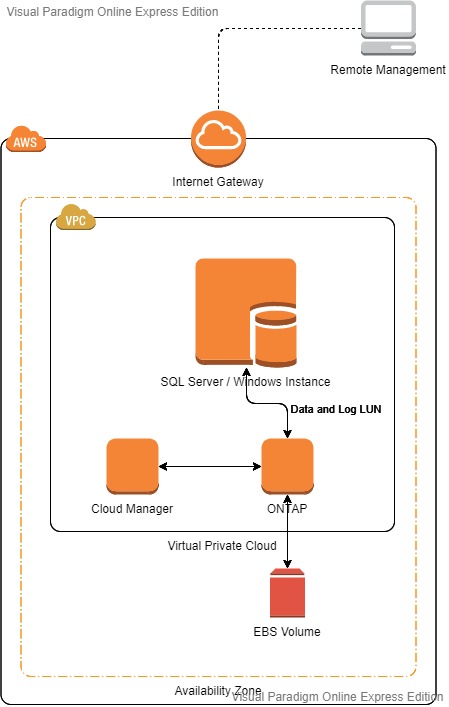 Visual Paradigm Online Express Edition
Remote Management
AWS
Internet Gateway
VPC
SQL Server / Windows Instance
Data and Log LUN
Cloud Manager
ONTAP
Virtual Private Cloud
EBS Volume
Availability Zone
Visual Paradigm Online Express Edition